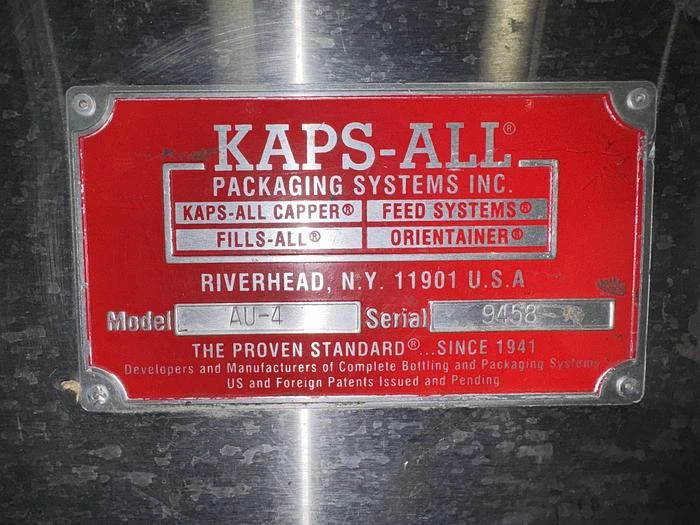 KAPS-ALL®
PACKAGING SYSTEMS INC.
KAPS-ALL CAPPER® FEED SYSTEMS®
FILLS-ALL® ORIENTAINER®
RIVERHEAD, N.Y. 11901 U.S.A
Model AU-4 Serial 9458-
THE PROVEN STANDARD®...SINCE 1941
Developers and Manufacturers of Complete Bottling and Packaging Systems
US and Foreign Patents Issued and Pending